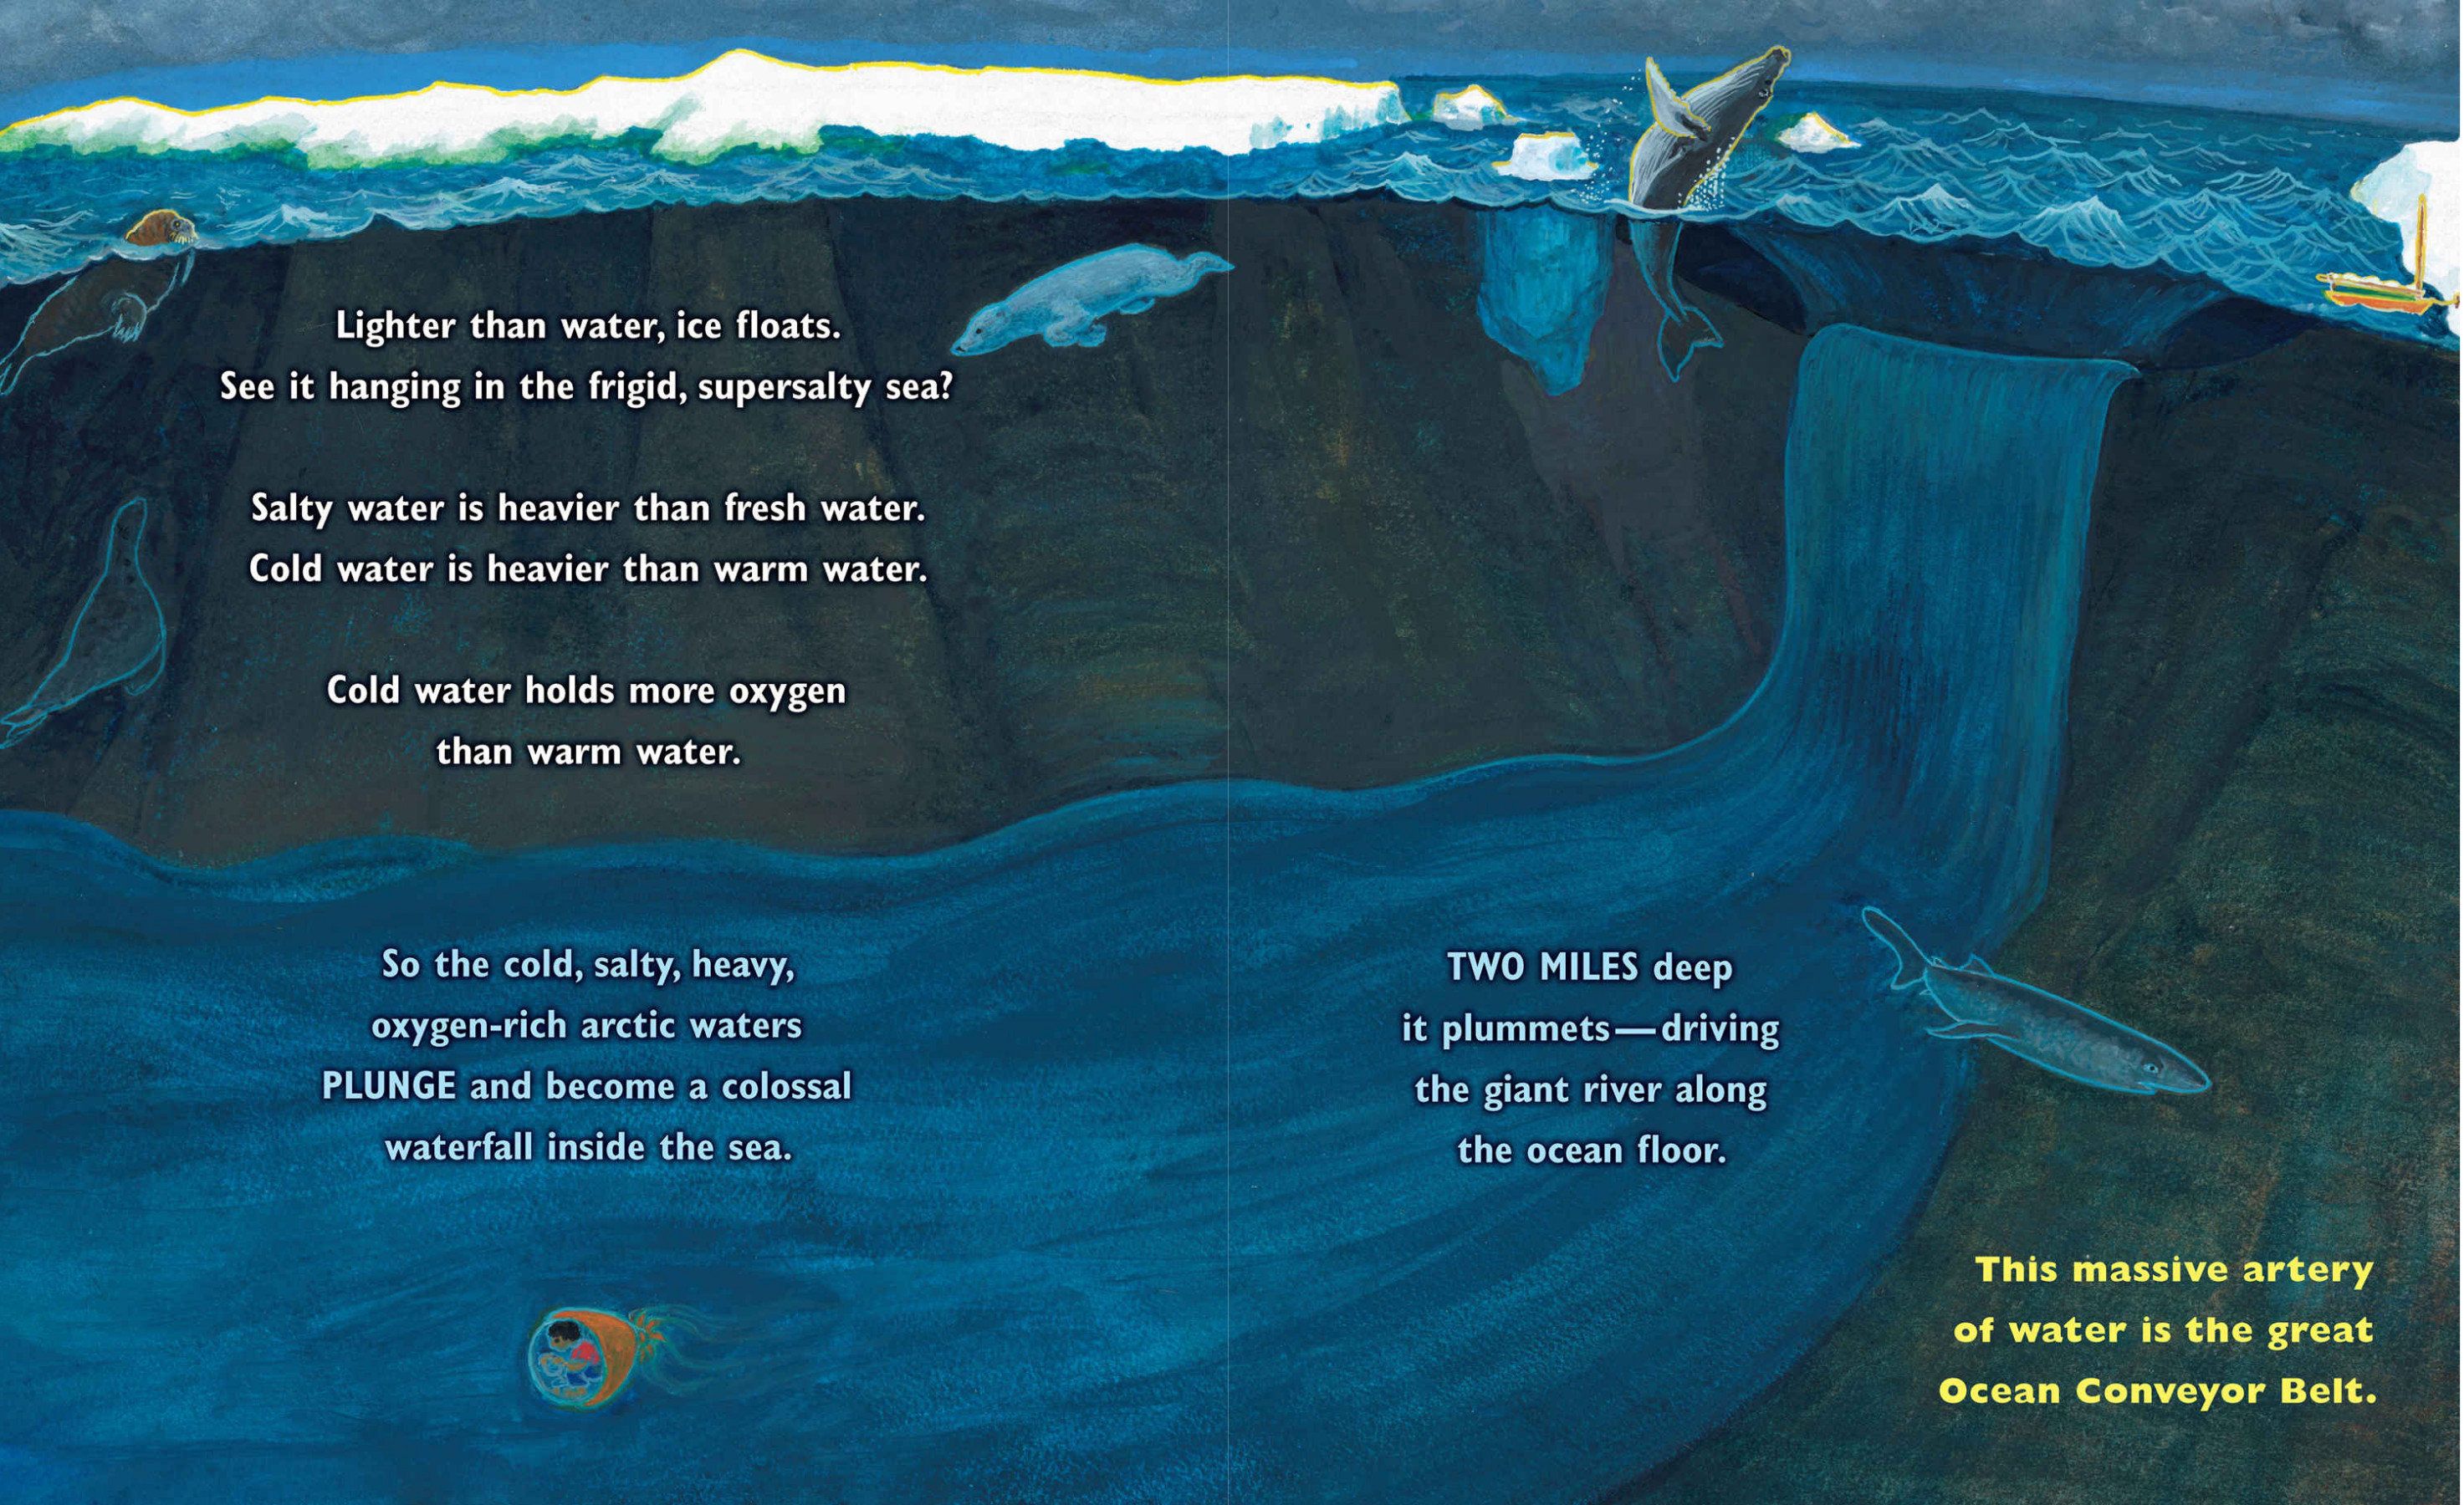 Lighter than water, ice floats.
See it hanging in the frigid, supersalty sea?
Salty water is heavier than fresh water.
Cold water is heavier than warm water.
Cold water holds more oxygen
than warm water.
So the cold, salty, heavy,
oxygen-rich arctic waters
PLUNGE and become a colossal
waterfall inside the sea.
TWO MILES deep
it plummets—driving
the giant river along
the ocean floor.
This massive artery
of water is the great
Ocean Conveyor Belt.